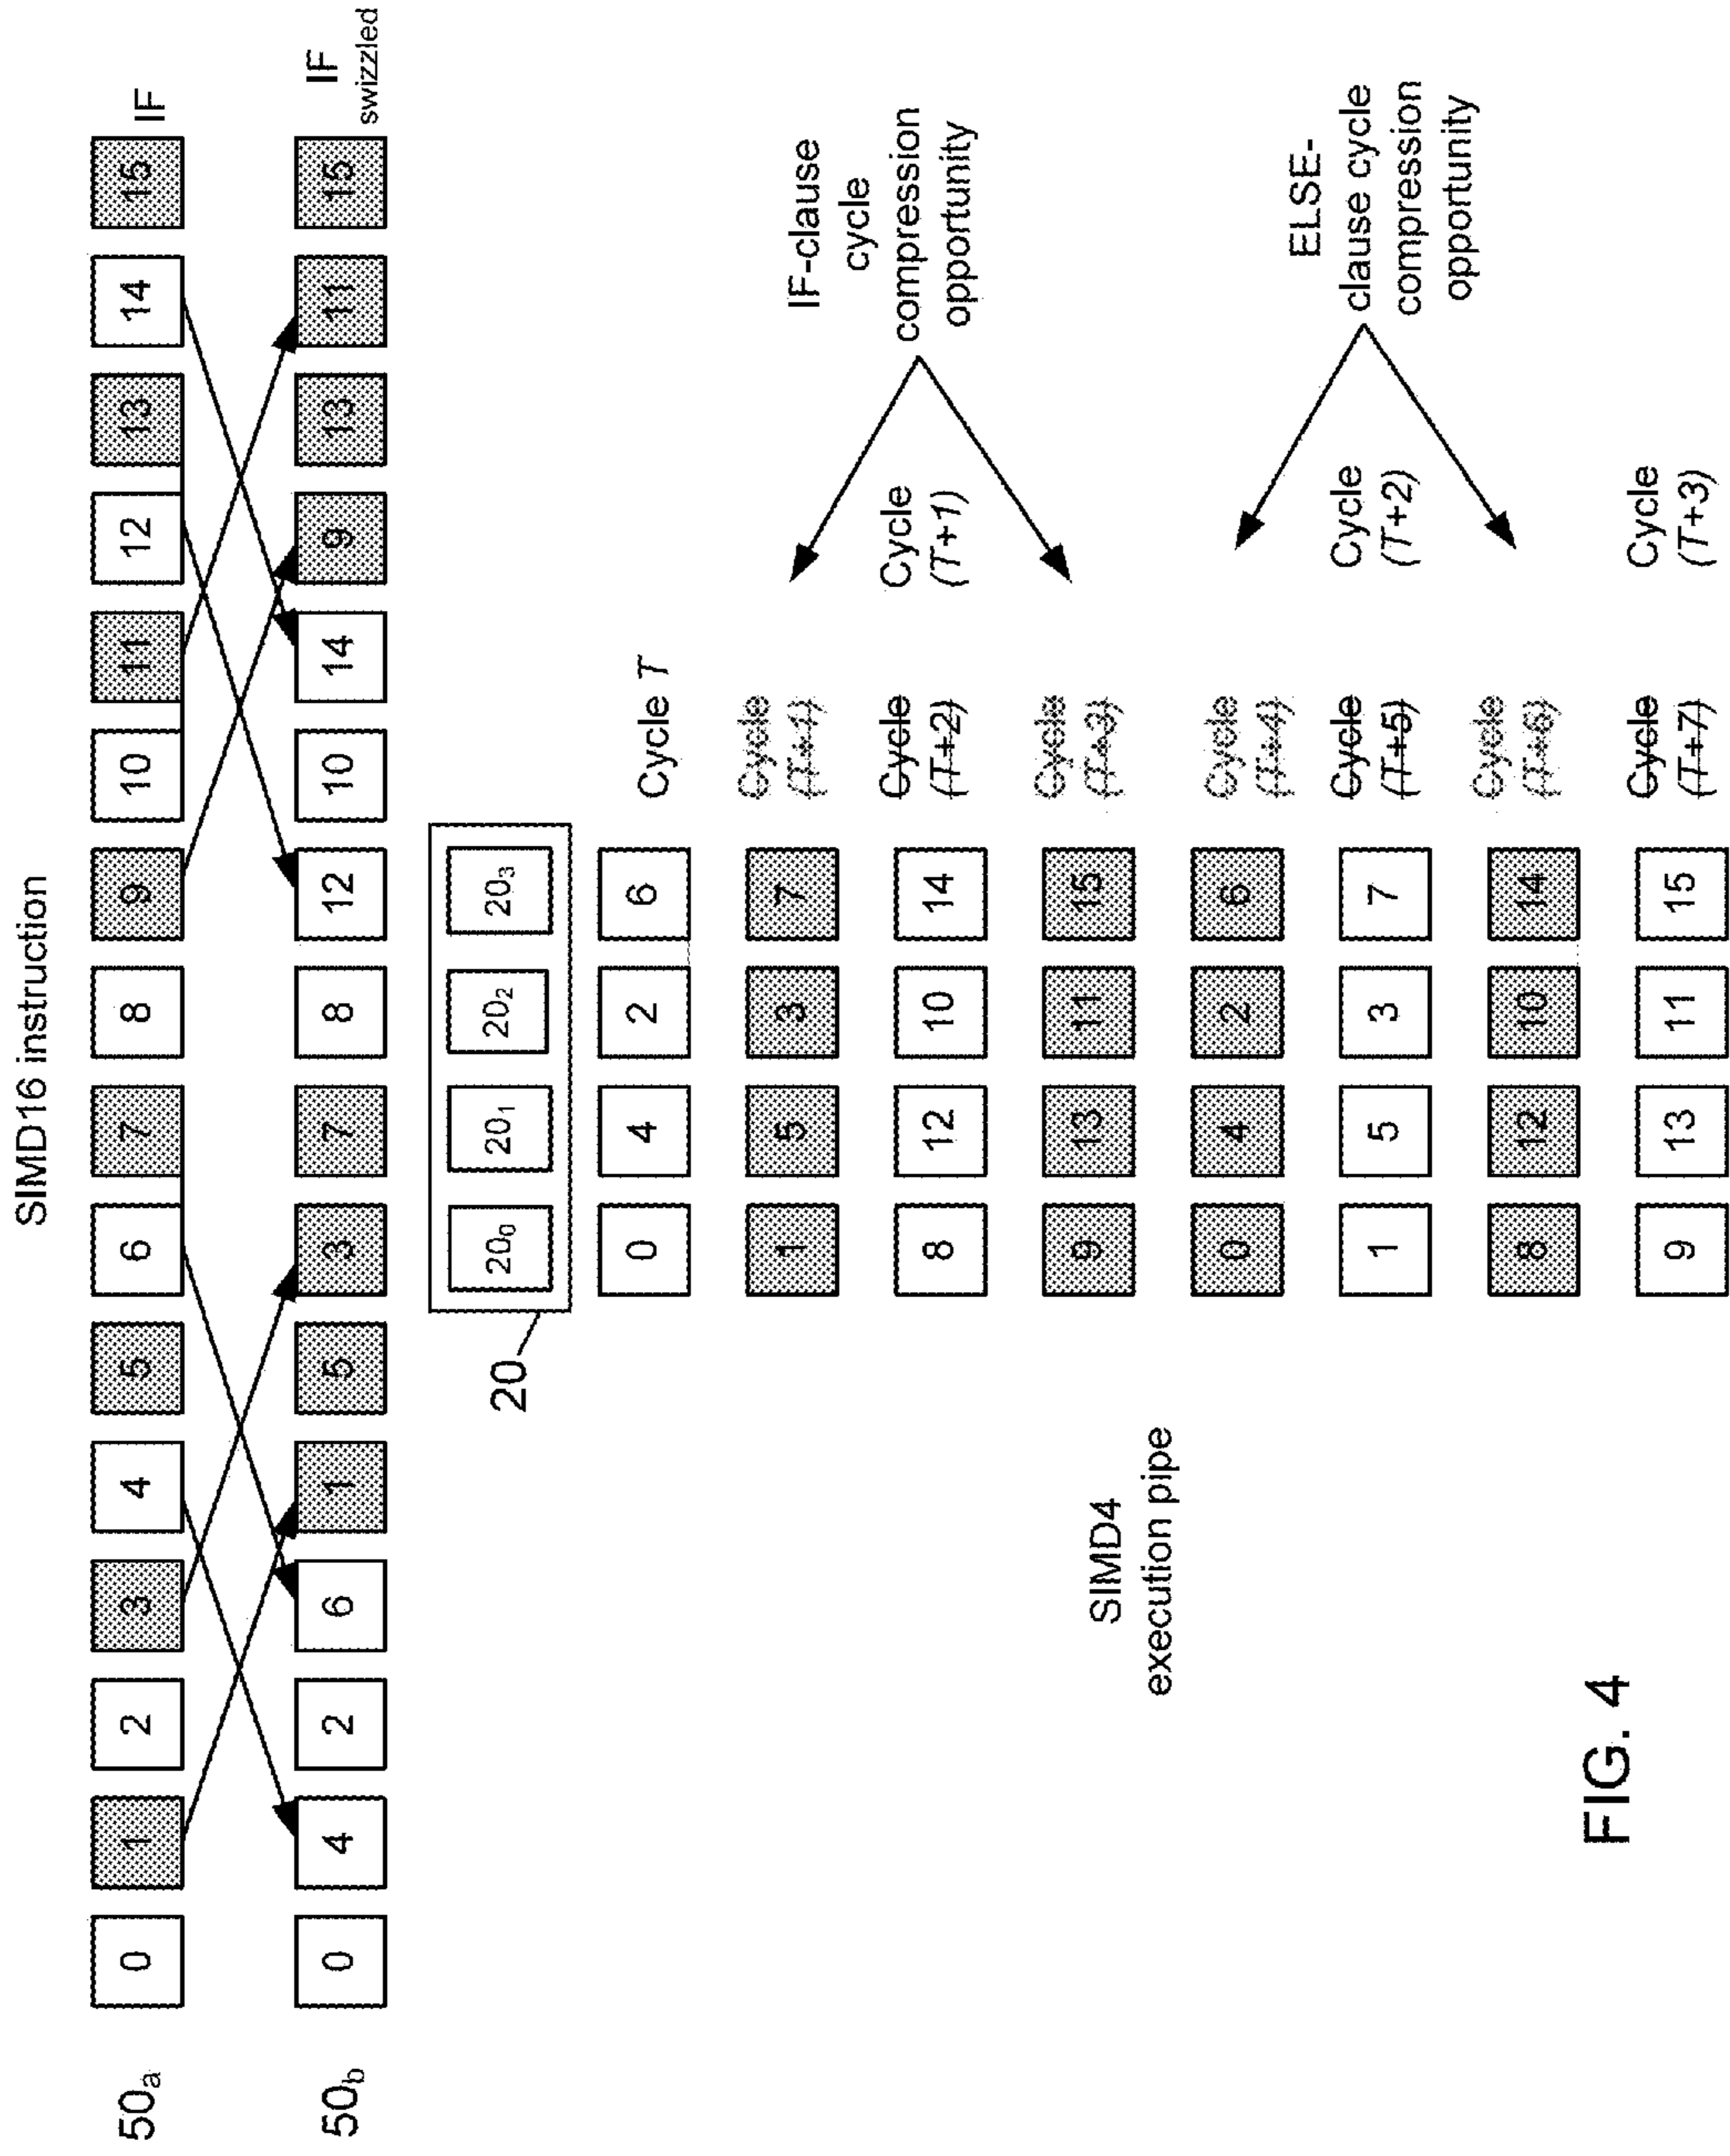 SIMD16 instruction
50a 0 1 2 3 4 5 6 7 8 9 10 11 12 13 14 15 IF
50b 0 4 2 6 1 5 3 7 8 12 10 14 9 13 11 15 IF
swizzled
20
20₀ 20₁ 20₂ 20₃
0 4 2 6 Cycle T
1 5 3 7 Cycle
(T+1)
8 12 10 14 Cycle Cycle
(T+2) (T+1)
9 13 11 15 Cycle
(T+3)
0 4 2 6 Cycle
(T+4)
1 5 3 7 Cycle Cycle
(T+5) (T+2)
8 12 10 14 Cycle
(T+6)
9 13 11 15 Cycle Cycle
(T+7) (T+3)
IF-clause
cycle
compression
opportunity
ELSE-
clause cycle
compression
opportunity
SIMD4
execution pipe
FIG. 4